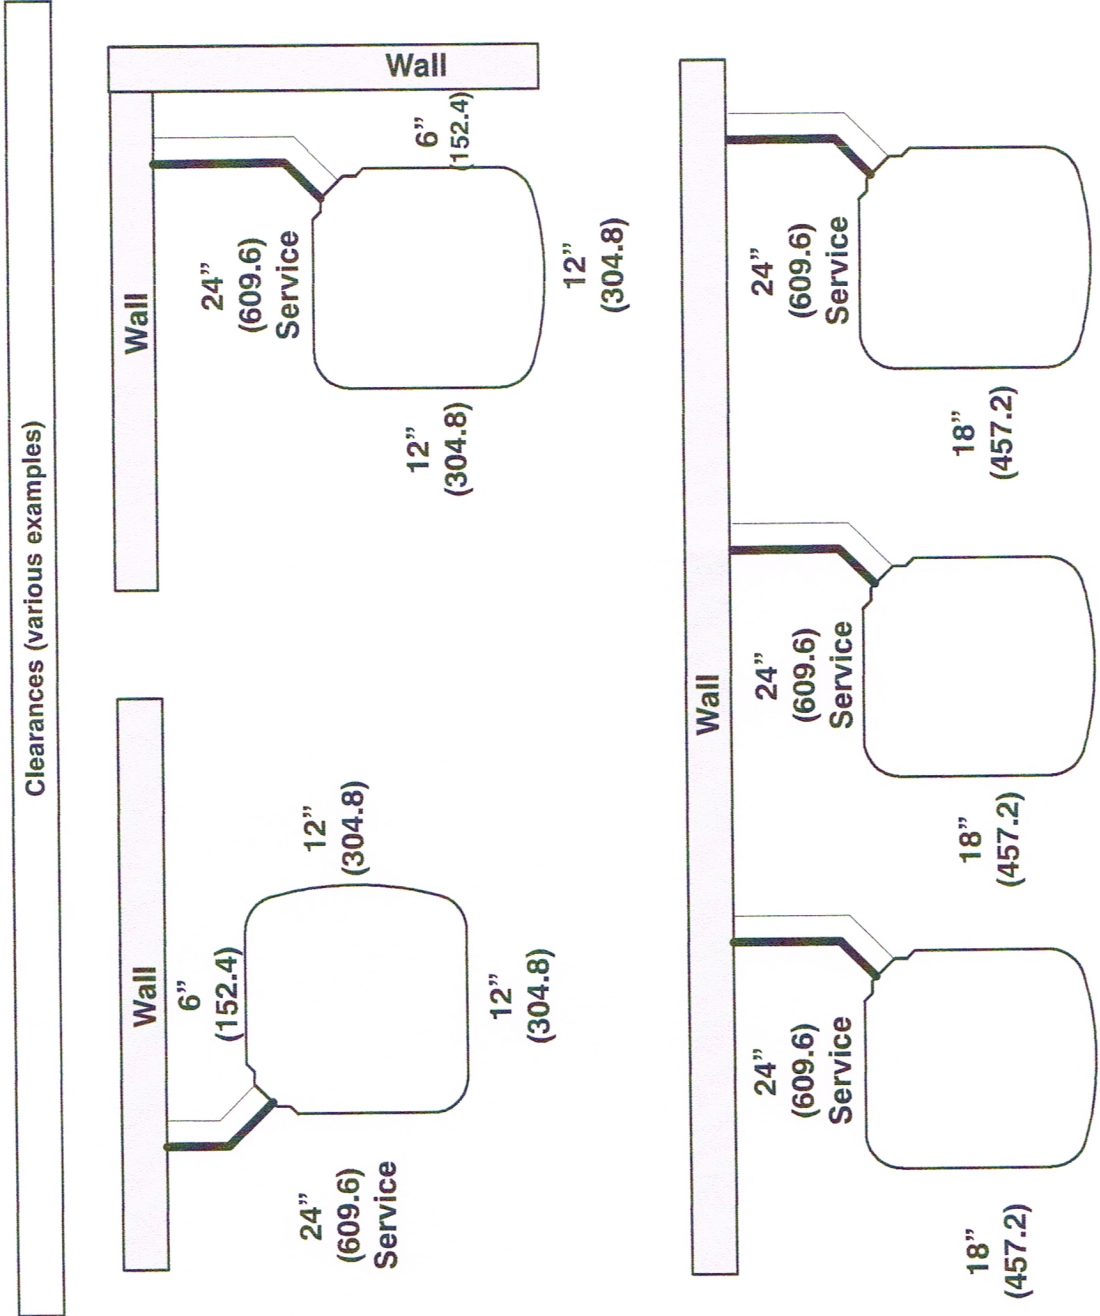 Clearances (various examples)
Wall
6”
(152.4)
24”
(609.6)
Service
12”
(304.8)
12”
(304.8)
Wall
Wall
24”
(609.6)
Service
6”
(152.4)
12”
(304.8)
12”
(304.8)
Wall
24”
(609.6)
Service
24”
(609.6)
Service
24”
(609.6)
Service
18”
(457.2)
18”
(457.2)
18”
(457.2)